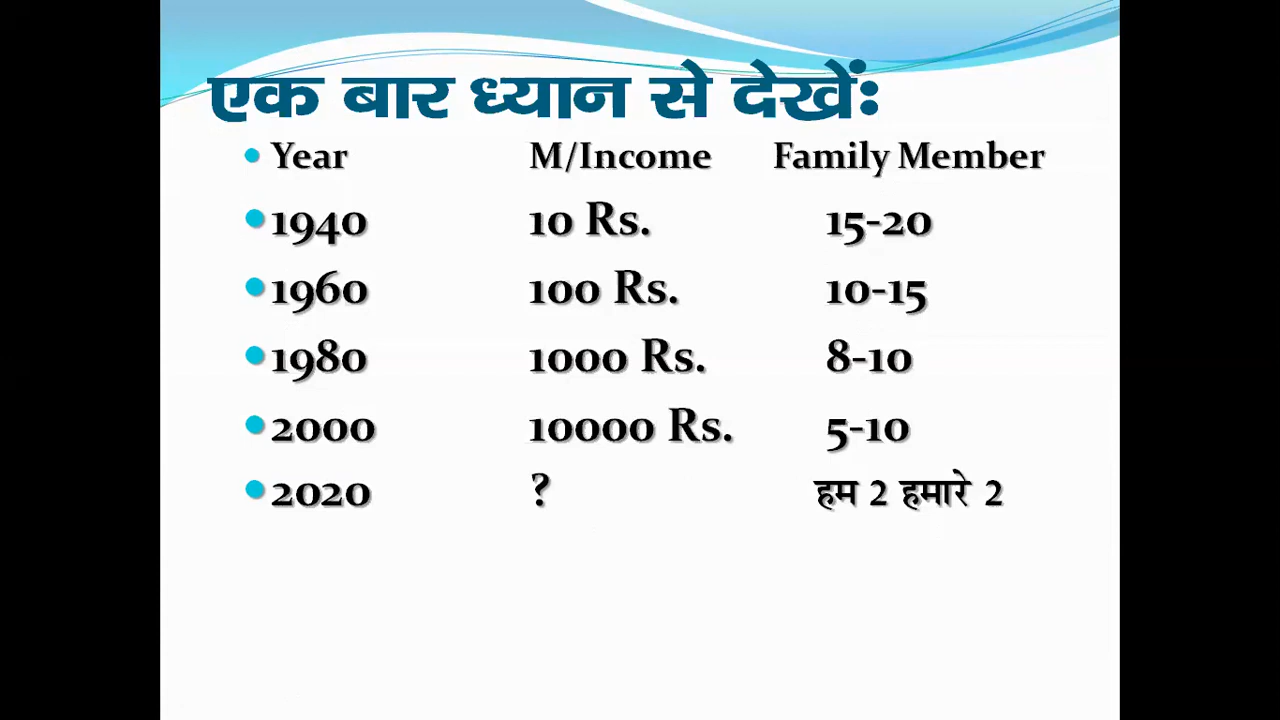 एक बार ध्यान से देखेंः
Year M/Income Family Member
1940 10 Rs. 15-20
1960 100 Rs. 10-15
1980 1000 Rs. 8-10
2000 10000 Rs. 5-10
2020 ? हम 2 हमारे 2